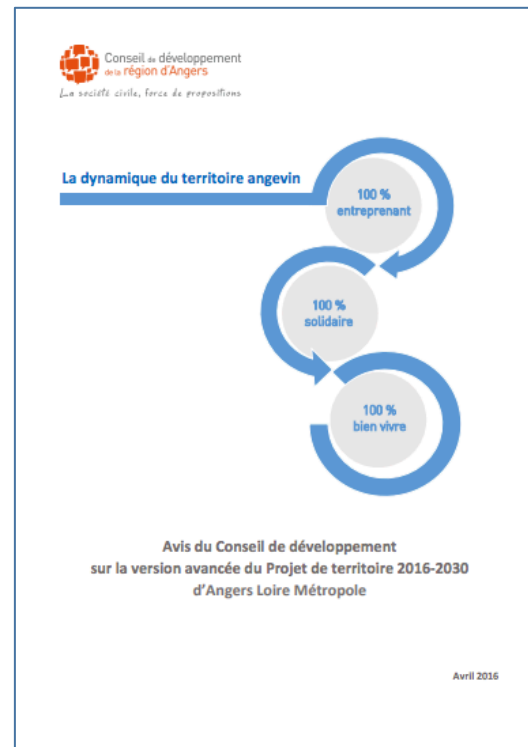 Conseil de développement
de la région d'Angers
La société civile, force de propositions
La dynamique du territoire angevin
100 %
entreprenant
100 %
solidaire
100 %
bien vivre
Avis du Conseil de développement
sur la version avancée du Projet de territoire 2016-2030
d'Angers Loire Métropole
Avril 2016